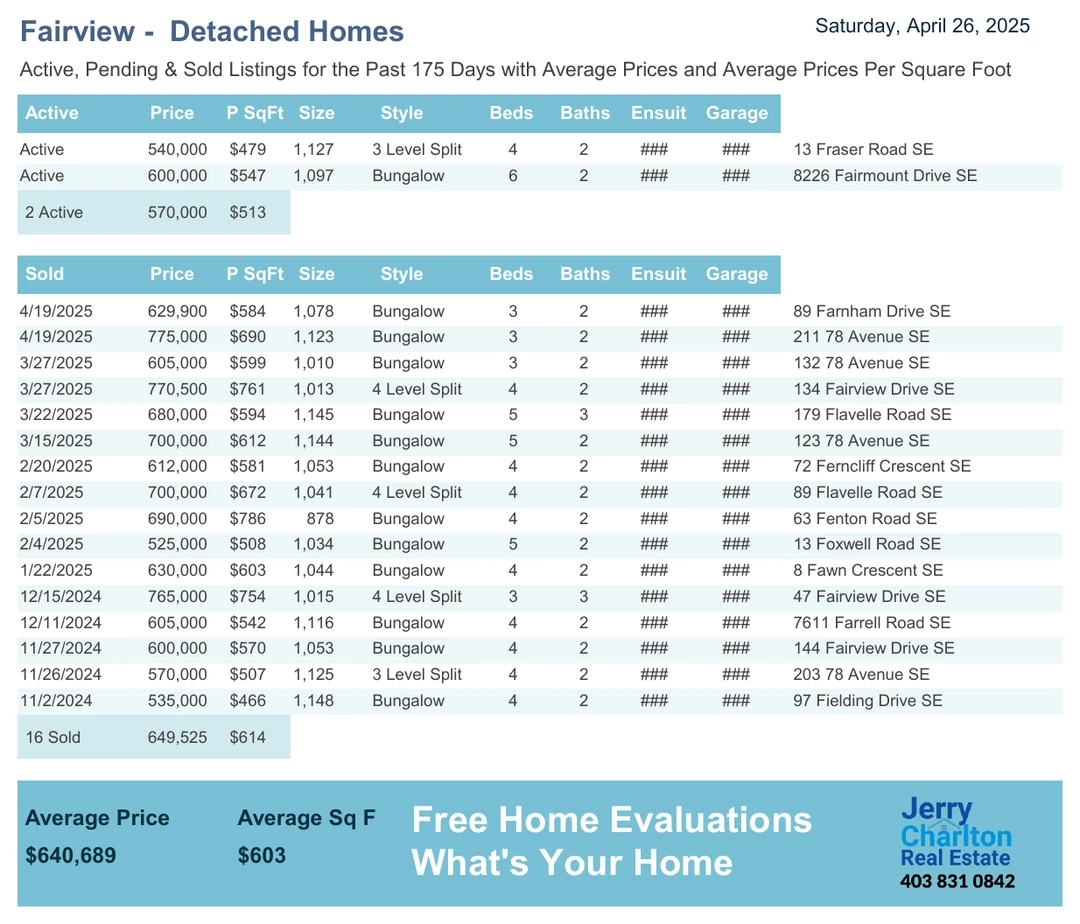 Fairview -  Detached Homes
Saturday, April 26, 2025
Active, Pending & Sold Listings for the Past 175 Days with Average Prices and Average Prices Per Square Foot
Active Price P SqFt Size Style Beds Baths Ensuit Garage
Active 540,000 $479 1,127 3 Level Split 4 2 ### ### 13 Fraser Road SE
Active 600,000 $547 1,097 Bungalow 6 2 ### ### 8226 Fairmount Drive SE
2 Active 570,000 $513
Sold Price P SqFt Size Style Beds Baths Ensuit Garage
4/19/2025 629,900 $584 1,078 Bungalow 3 2 ### ### 89 Farnham Drive SE
4/19/2025 775,000 $690 1,123 Bungalow 3 2 ### ### 211 78 Avenue SE
3/27/2025 605,000 $599 1,010 Bungalow 3 2 ### ### 132 78 Avenue SE
3/27/2025 770,500 $761 1,013 4 Level Split 4 2 ### ### 134 Fairview Drive SE
3/22/2025 680,000 $594 1,145 Bungalow 5 3 ### ### 179 Flavelle Road SE
3/15/2025 700,000 $612 1,144 Bungalow 5 2 ### ### 123 78 Avenue SE
2/20/2025 612,000 $581 1,053 Bungalow 4 2 ### ### 72 Ferncliff Crescent SE
2/7/2025 700,000 $672 1,041 4 Level Split 4 2 ### ### 89 Flavelle Road SE
2/5/2025 690,000 $786 878 Bungalow 4 2 ### ### 63 Fenton Road SE
2/4/2025 525,000 $508 1,034 Bungalow 5 2 ### ### 13 Foxwell Road SE
1/22/2025 630,000 $603 1,044 Bungalow 4 2 ### ### 8 Fawn Crescent SE
12/15/2024 765,000 $754 1,015 4 Level Split 3 3 ### ### 47 Fairview Drive SE
12/11/2024 605,000 $542 1,116 Bungalow 4 2 ### ### 7611 Farrell Road SE
11/27/2024 600,000 $570 1,053 Bungalow 4 2 ### ### 144 Fairview Drive SE
11/26/2024 570,000 $507 1,125 3 Level Split 4 2 ### ### 203 78 Avenue SE
11/2/2024 535,000 $466 1,148 Bungalow 4 2 ### ### 97 Fielding Drive SE
16 Sold 649,525 $614
Average Price Average Sq F
$640,689 $603
Free Home Evaluations
What's Your Home
Jerry
Charlton
Real Estate
403 831 0842